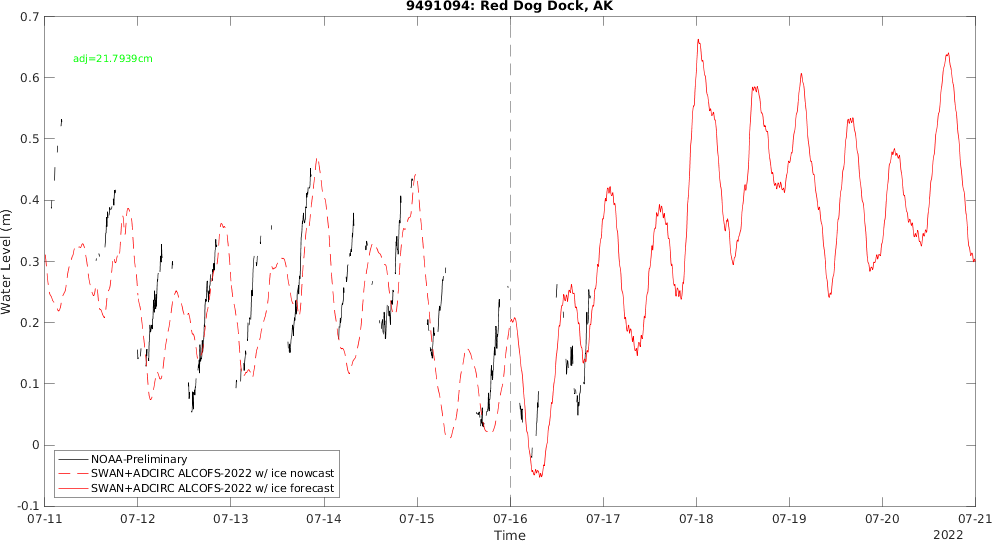 9491094: Red Dog Dock, AK
adj=21.7939cm
Water Level (m)
0.7
0.6
0.5
0.4
0.3
0.2
0.1
0
-0.1
NOAA-Preliminary
SWAN+ADCIRC ALCOFS-2022 w/ ice nowcast
SWAN+ADCIRC ALCOFS-2022 w/ ice forecast
07-11 07-12 07-13 07-14 07-15 07-16 07-17 07-18 07-19 07-20 07-21
Time
2022